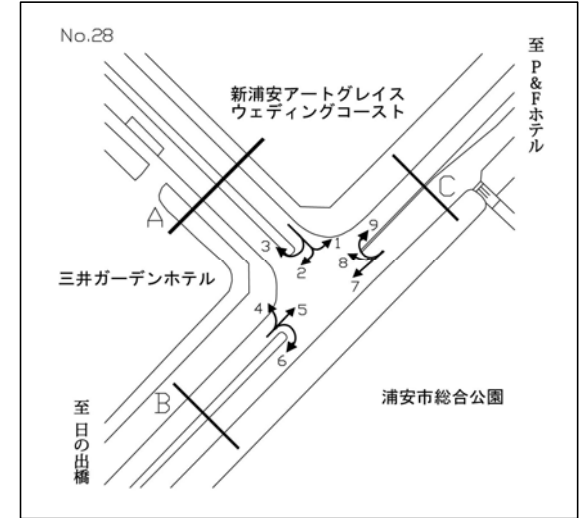 No.28
至 P&Fホテル
新浦安アートグレイス
ウェディングコースト
C
A
9
3
1
2
8
7
三井ガーデンホテル
4
5
6
B
浦安市総合公園
至 日の出橋